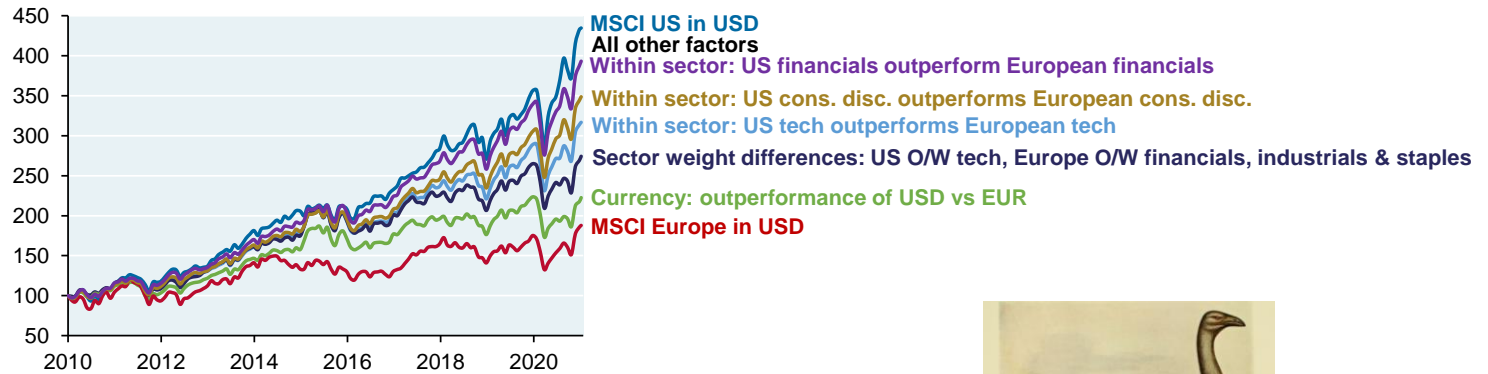 450
400
350
300
250
200
150
100
50
2010 2012 2014 2016 2018 2020
MSCI US in USD
All other factors
Within sector: US financials outperform European financials
Within sector: US cons. disc. outperforms European cons. disc.
Within sector: US tech outperforms European tech
Sector weight differences: US O/W tech, Europe O/W financials, industrials & staples
Currency: outperformance of USD vs EUR
MSCI Europe in USD